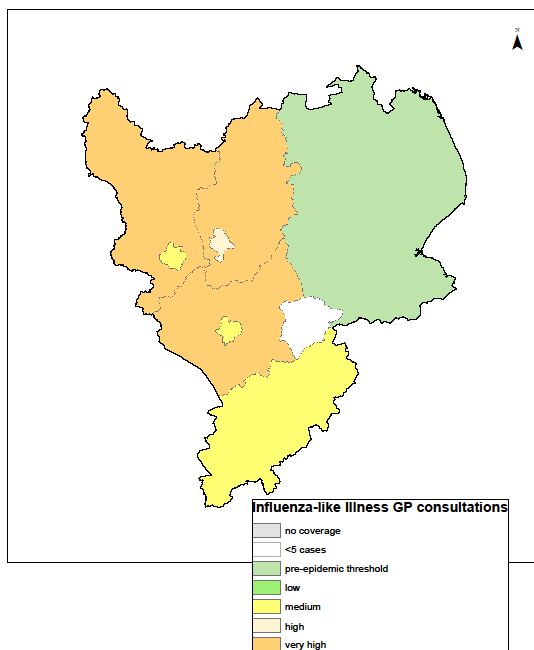 Influenza-like Illness GP consultations
no coverage
<5 cases
pre-epidemic threshold
low
medium
high
very high